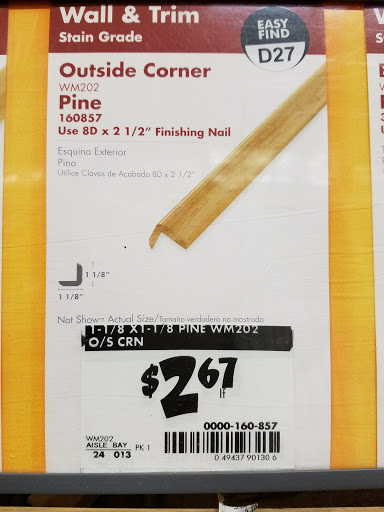 Wall & Trim
Stain Grade
EASY
FIND
D27
Outside Corner
WM202
Pine
160857
Use 8D x 2 1/2" Finishing Nail
Esquina Exterior
Pino
Utilice Clavos de Acabado 8D x 2 1/2"
1 1/8"
1 1/8"
Not Shown Actual Size/Tamaño verdadero no mostrado
1-1/8 X1-1/8 PINE WM202
O/S CRN
$2.67
lf
0000-160-857
WM202
AISLE BAY PK 1
24 013
0 49437 90130 6